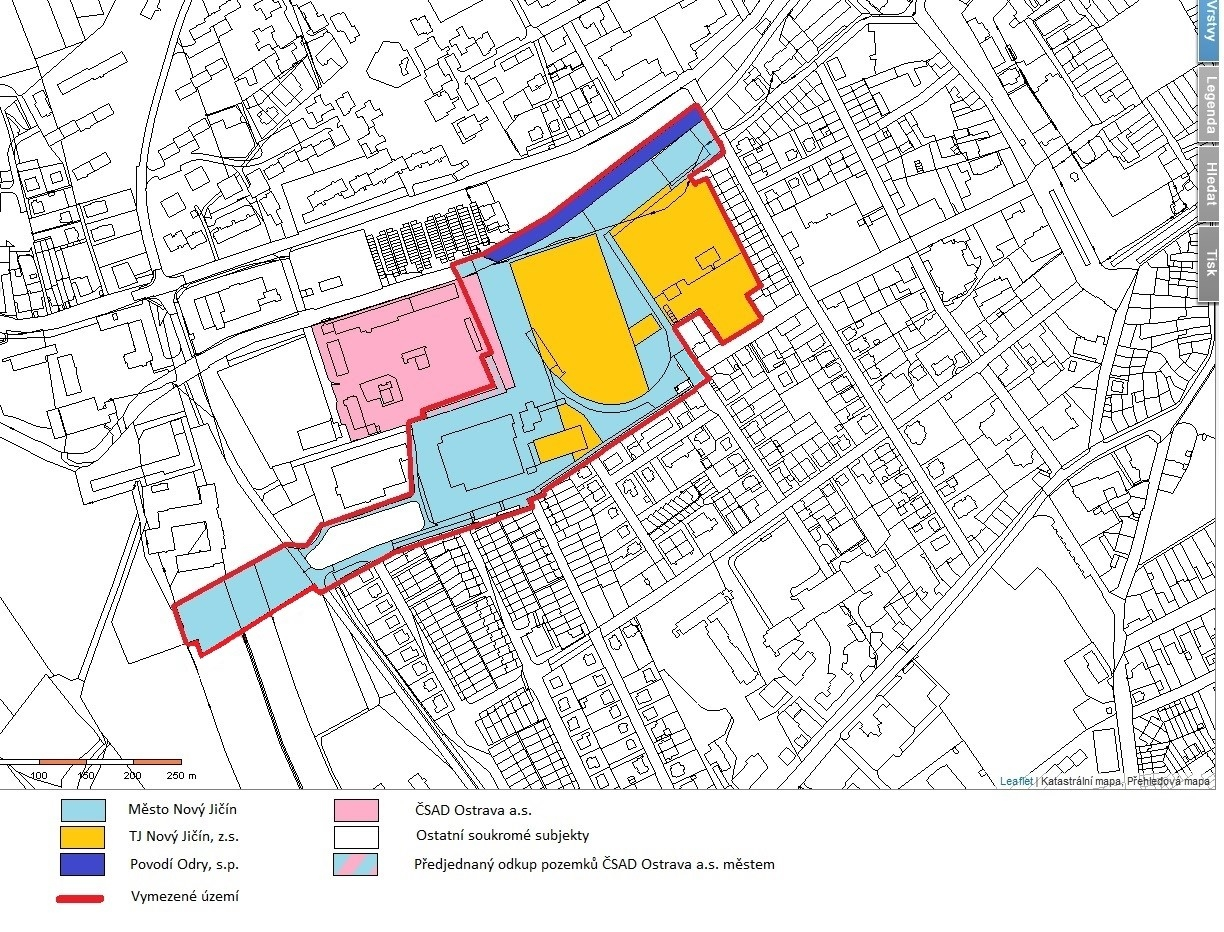 Vrstvy
Legenda
Hledat
Tisk
100 150 200 250 m
Leaflet | Katastrální mapa, Přehledová mapa
Město Nový Jičín
TJ Nový Jičín, z.s.
Povodí Odry, s.p.
Vymezené území
ČSAD Ostrava a.s.
Ostatní soukromé subjekty
Předjednaný odkup pozemků ČSAD Ostrava a.s. městem